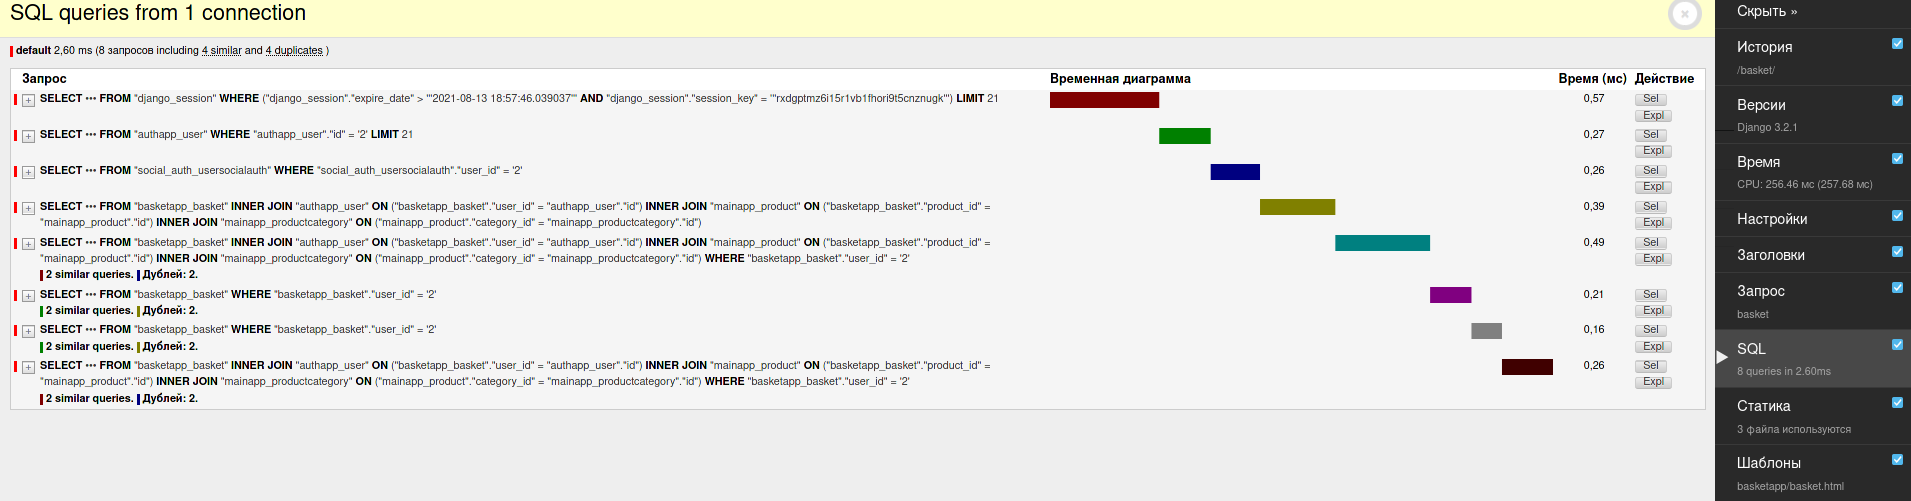 SQL queries from 1 connection
default 2,60 ms (8 запросов including 4 similar and 4 duplicates )
Запрос Временная диаграмма Время (мс) Действие
SELECT ••• FROM "django_session" WHERE ("django_session"."expire_date" > '"2021-08-13 18:57:46.039037"' AND "django_session"."session_key" = '"rxdgptmz6i15r1vb1fhori9t5cnznugk"') LIMIT 21 0,57 Sel
Expl
SELECT ••• FROM "authapp_user" WHERE "authapp_user"."id" = '2' LIMIT 21 0,27 Sel
Expl
SELECT ••• FROM "social_auth_usersocialauth" WHERE "social_auth_usersocialauth"."user_id" = '2' 0,26 Sel
Expl
SELECT ••• FROM "basketapp_basket" INNER JOIN "authapp_user" ON ("basketapp_basket"."user_id" = "authapp_user"."id") INNER JOIN "mainapp_product" ON ("basketapp_basket"."product_id" = 0,39 Sel
"mainapp_product"."id") INNER JOIN "mainapp_productcategory" ON ("mainapp_product"."category_id" = "mainapp_productcategory"."id") Expl
SELECT ••• FROM "basketapp_basket" INNER JOIN "authapp_user" ON ("basketapp_basket"."user_id" = "authapp_user"."id") INNER JOIN "mainapp_product" ON ("basketapp_basket"."product_id" = 0,49 Sel
"mainapp_product"."id") INNER JOIN "mainapp_productcategory" ON ("mainapp_product"."category_id" = "mainapp_productcategory"."id") WHERE "basketapp_basket"."user_id" = '2' Expl
2 similar queries. Дублей: 2.
SELECT ••• FROM "basketapp_basket" WHERE "basketapp_basket"."user_id" = '2' 0,21 Sel
2 similar queries. Дублей: 2. Expl
SELECT ••• FROM "basketapp_basket" WHERE "basketapp_basket"."user_id" = '2' 0,16 Sel
2 similar queries. Дублей: 2. Expl
SELECT ••• FROM "basketapp_basket" INNER JOIN "authapp_user" ON ("basketapp_basket"."user_id" = "authapp_user"."id") INNER JOIN "mainapp_product" ON ("basketapp_basket"."product_id" = 0,26 Sel
"mainapp_product"."id") INNER JOIN "mainapp_productcategory" ON ("mainapp_product"."category_id" = "mainapp_productcategory"."id") WHERE "basketapp_basket"."user_id" = '2' Expl
2 similar queries. Дублей: 2.
Скрыть »
История
/basket/
Версии
Django 3.2.1
Время
CPU: 256.46 мс (257.68 мс)
Настройки
Заголовки
Запрос
basket
SQL
8 queries in 2.60ms
Статика
3 файла используются
Шаблоны
basketapp/basket.html